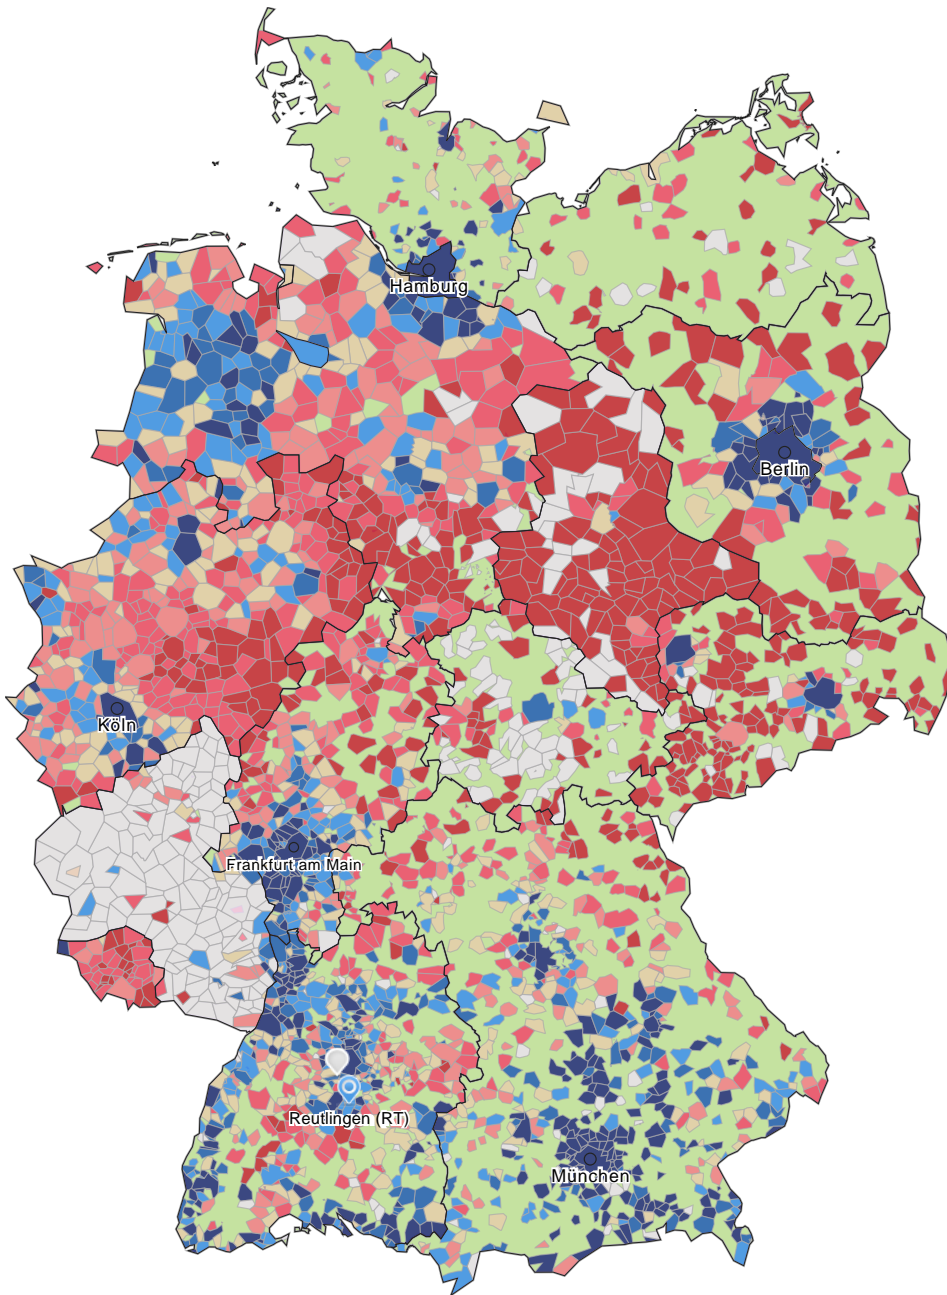 Hamburg
Berlin
Köln
Frankfurt am Main
Reutlingen (RT)
München